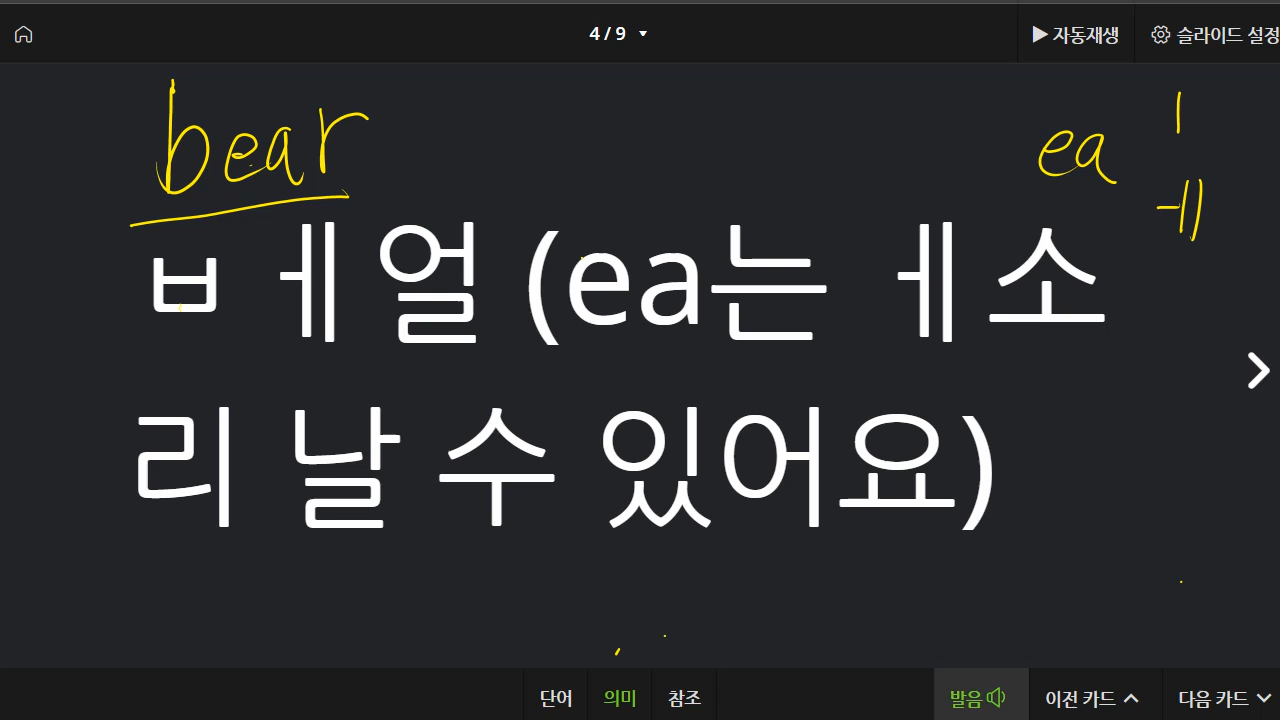 4 / 9
자동재생
슬라이드 설정
bear
ea ㅣ
ㅔ
ㅂ ㅔ얼 (ea는 ㅔ소
리 날 수 있어요)
단어 의미 참조 발음 이전 카드 다음 카드